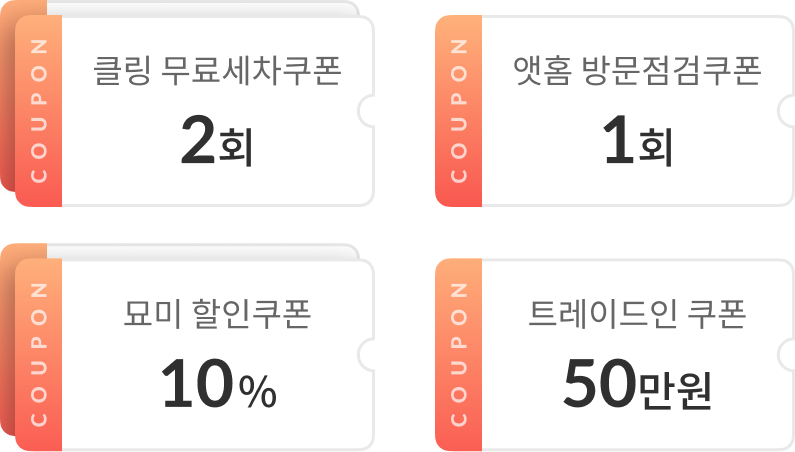 COUPON
클링 무료세차쿠폰
2회
COUPON
앳홈 방문점검쿠폰
1회
COUPON
묘미 할인쿠폰
10%
COUPON
트레이드인 쿠폰
50만원